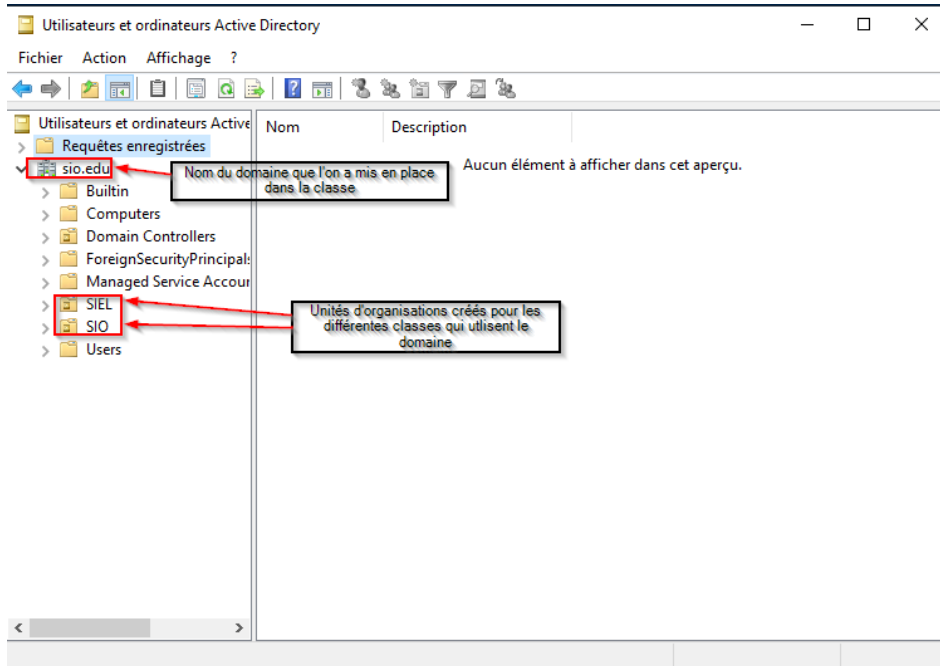 Utilisateurs et ordinateurs Active Directory
Fichier Action Affichage ?
Utilisateurs et ordinateurs Active
Nom Description
Requêtes enregistrées
Aucun élément à afficher dans cet aperçu.
sio.edu
Nom du domaine que l'on a mis en place
dans la classe
Builtin
Computers
Domain Controllers
ForeignSecurityPrincipals
Managed Service Accour
SIEL
Unités d'organisations créés pour les
différentes classes qui utlisent le
domaine
SIO
Users